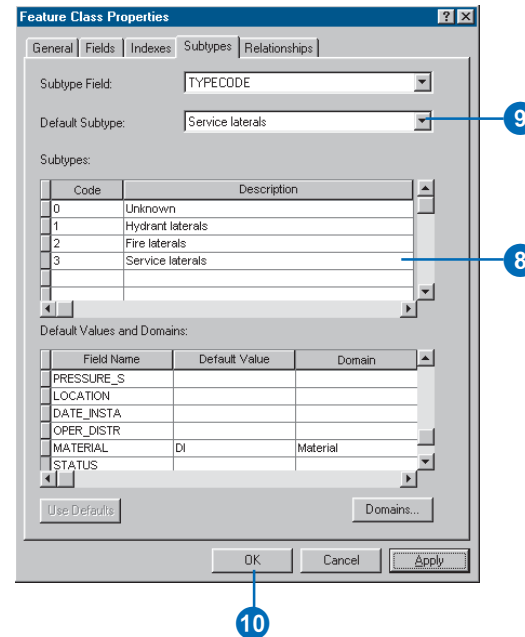 Feature Class Properties
General Fields Indexes Subtypes Relationships
Subtype Field: TYPECODE
Default Subtype: Service laterals
9
Subtypes:
Code Description
0 Unknown
1 Hydrant laterals
2 Fire laterals
3 Service laterals
8
Default Values and Domains:
Field Name Default Value Domain
PRESSURE_S
LOCATION
DATE_INSTA
OPER_DISTR
MATERIAL DI Material
STATUS
Use Defaults Domains...
OK Cancel Apply
10